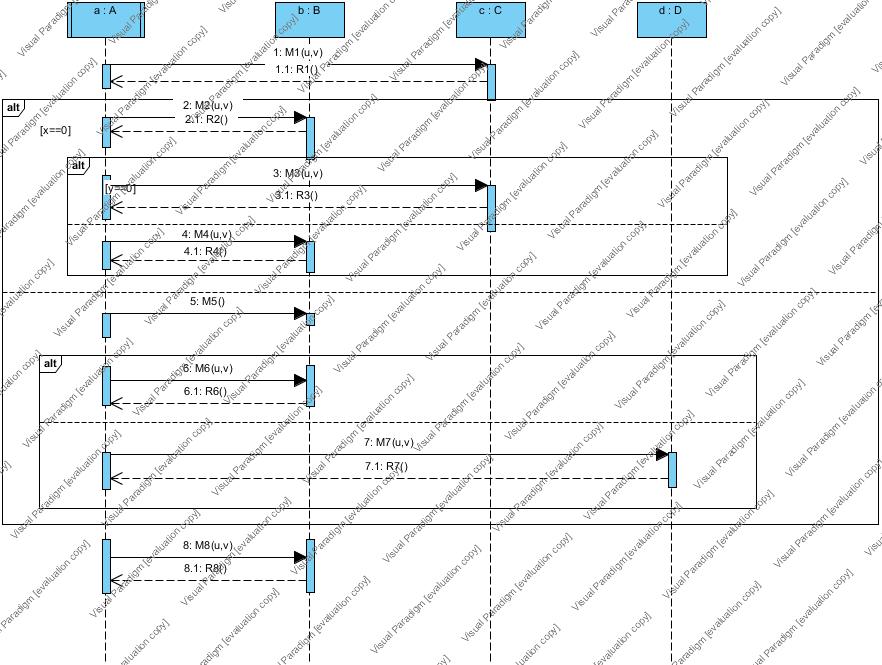 a : A
b : B
c : C
d : D
1: M1(u,v)
1.1: R1()
alt
2: M2(u,v)
2.1: R2()
[x==0]
alt
3: M3(u,v)
[y==0]
3.1: R3()
4: M4(u,v)
4.1: R4()
5: M5()
alt
6: M6(u,v)
6.1: R6()
7: M7(u,v)
7.1: R7()
8: M8(u,v)
8.1: R8()
Visual Paradigm [evaluation copy]